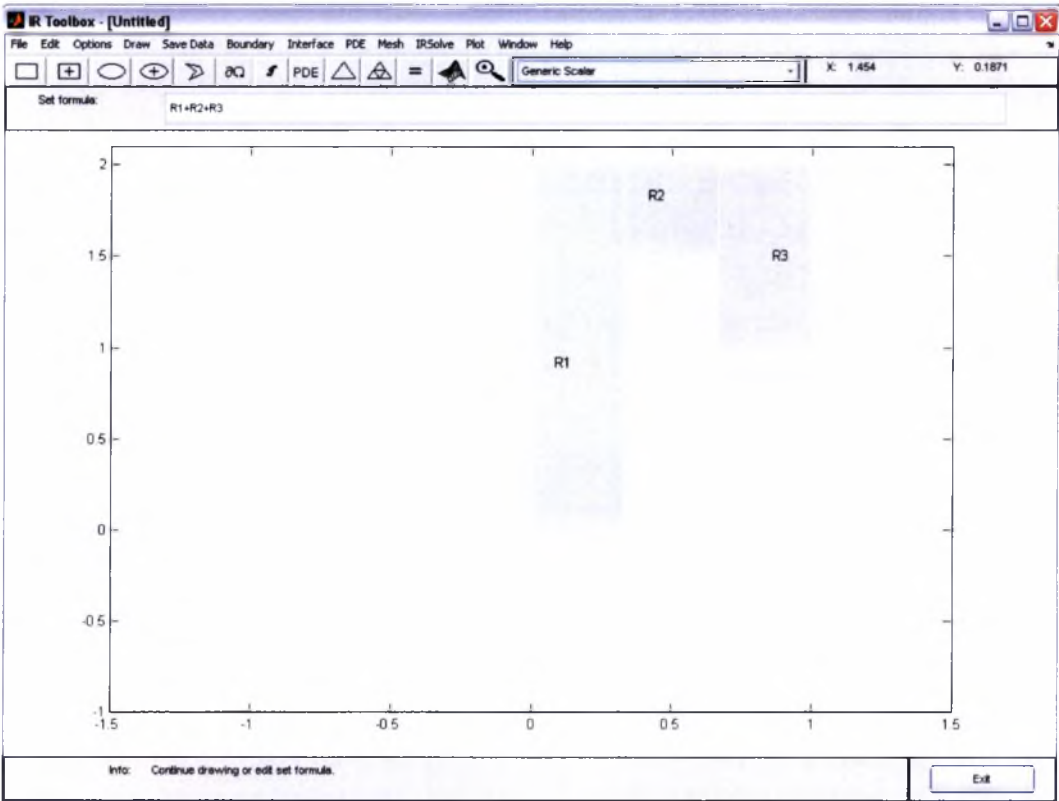 IR Toolbox - [Untitled]
File Edit Options Draw Save Data Boundary Interface PDE Mesh IRSolve Plot Window Help
∂Ω PDE = Generic Scalar X: 1.454 Y: 0.1871
Set formula: R1+R2+R3
2
R2
1.5
R3
1
R1
0.5
0
-0.5
-1
-1.5 -1 -0.5 0 0.5 1 1.5
Info: Continue drawing or edit set formula.
Exit